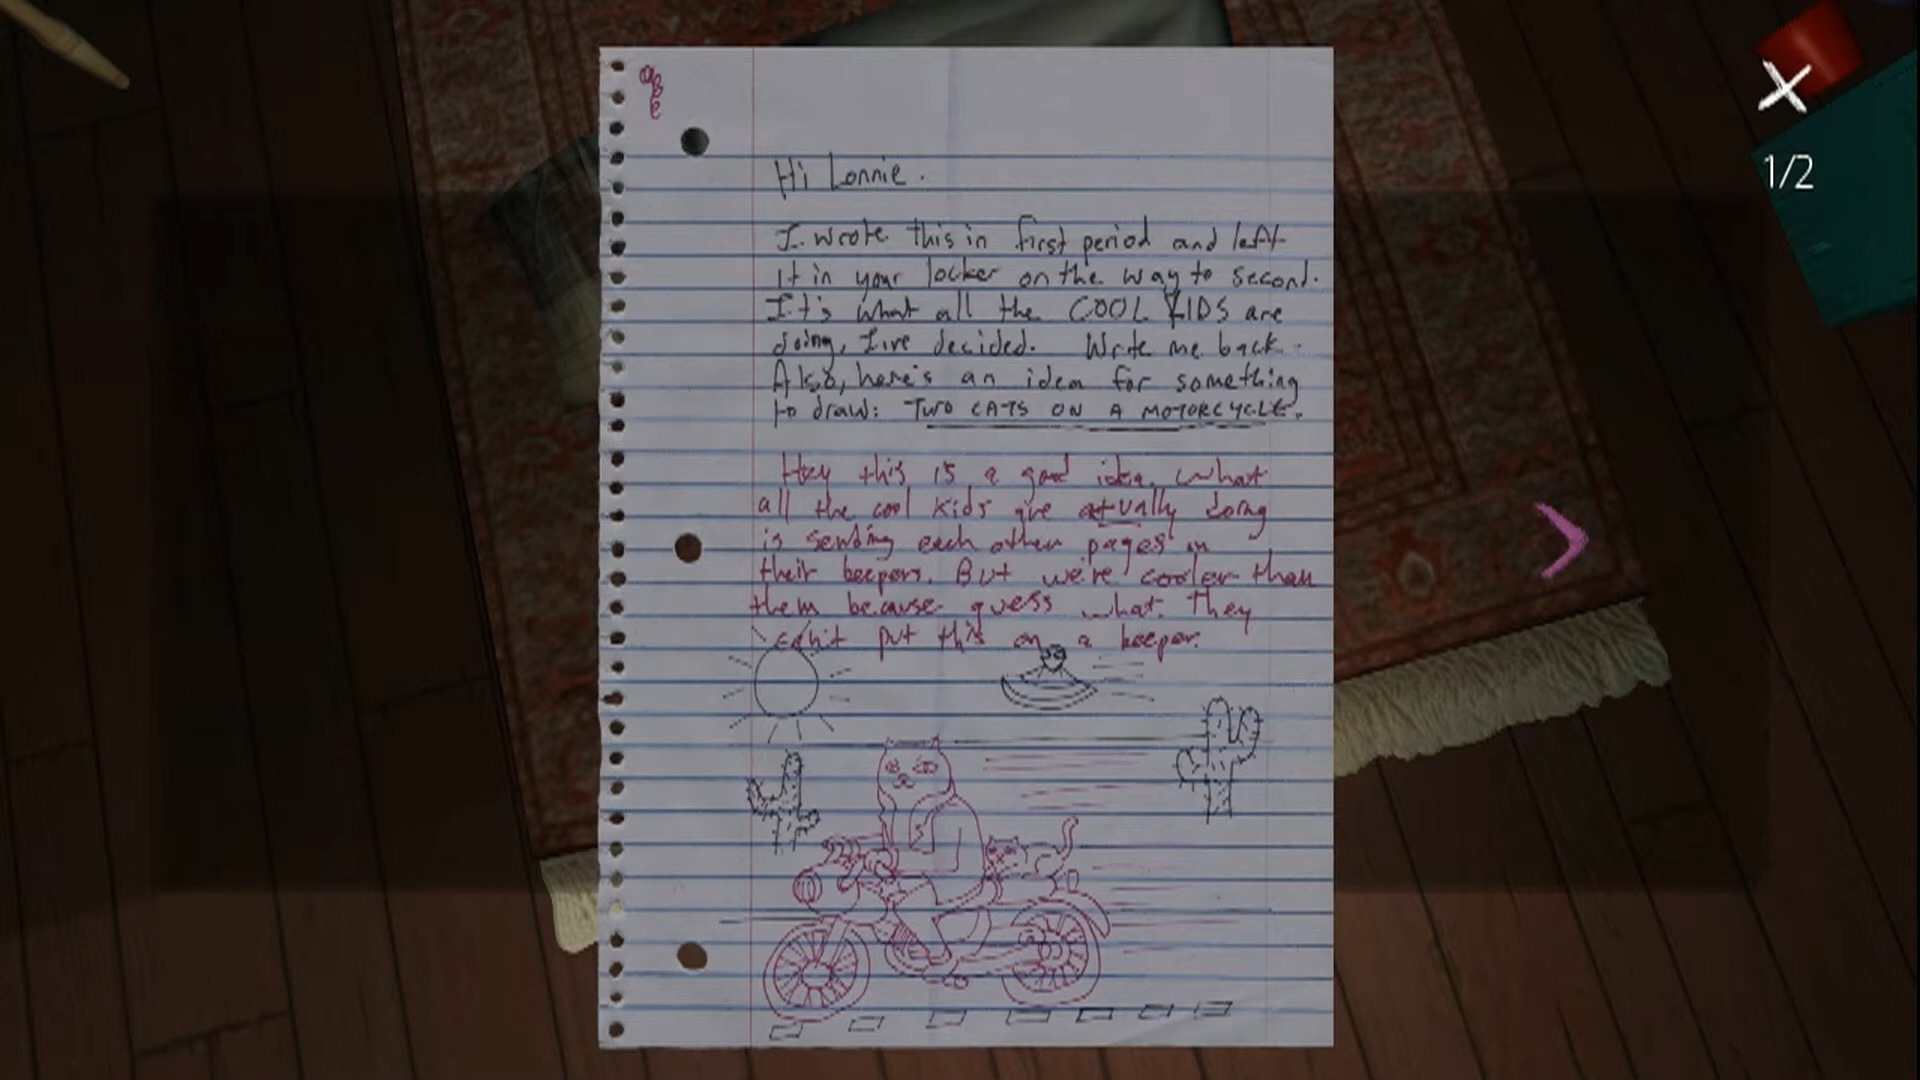 1/2
Hi Lonnie.
I wrote this in first period and left
it in your locker on the way to second.
It's what all the COOL KIDS are
doing, I've decided. Write me back.
Also, here's an idea for something
to draw: TWO CATS ON A MOTORCYCLE.
Hey this is a good idea. What
all the cool kids are actually doing
is sending each other pages on
their beepers. But we're cooler than
them because guess what they
can't put this on a beeper.